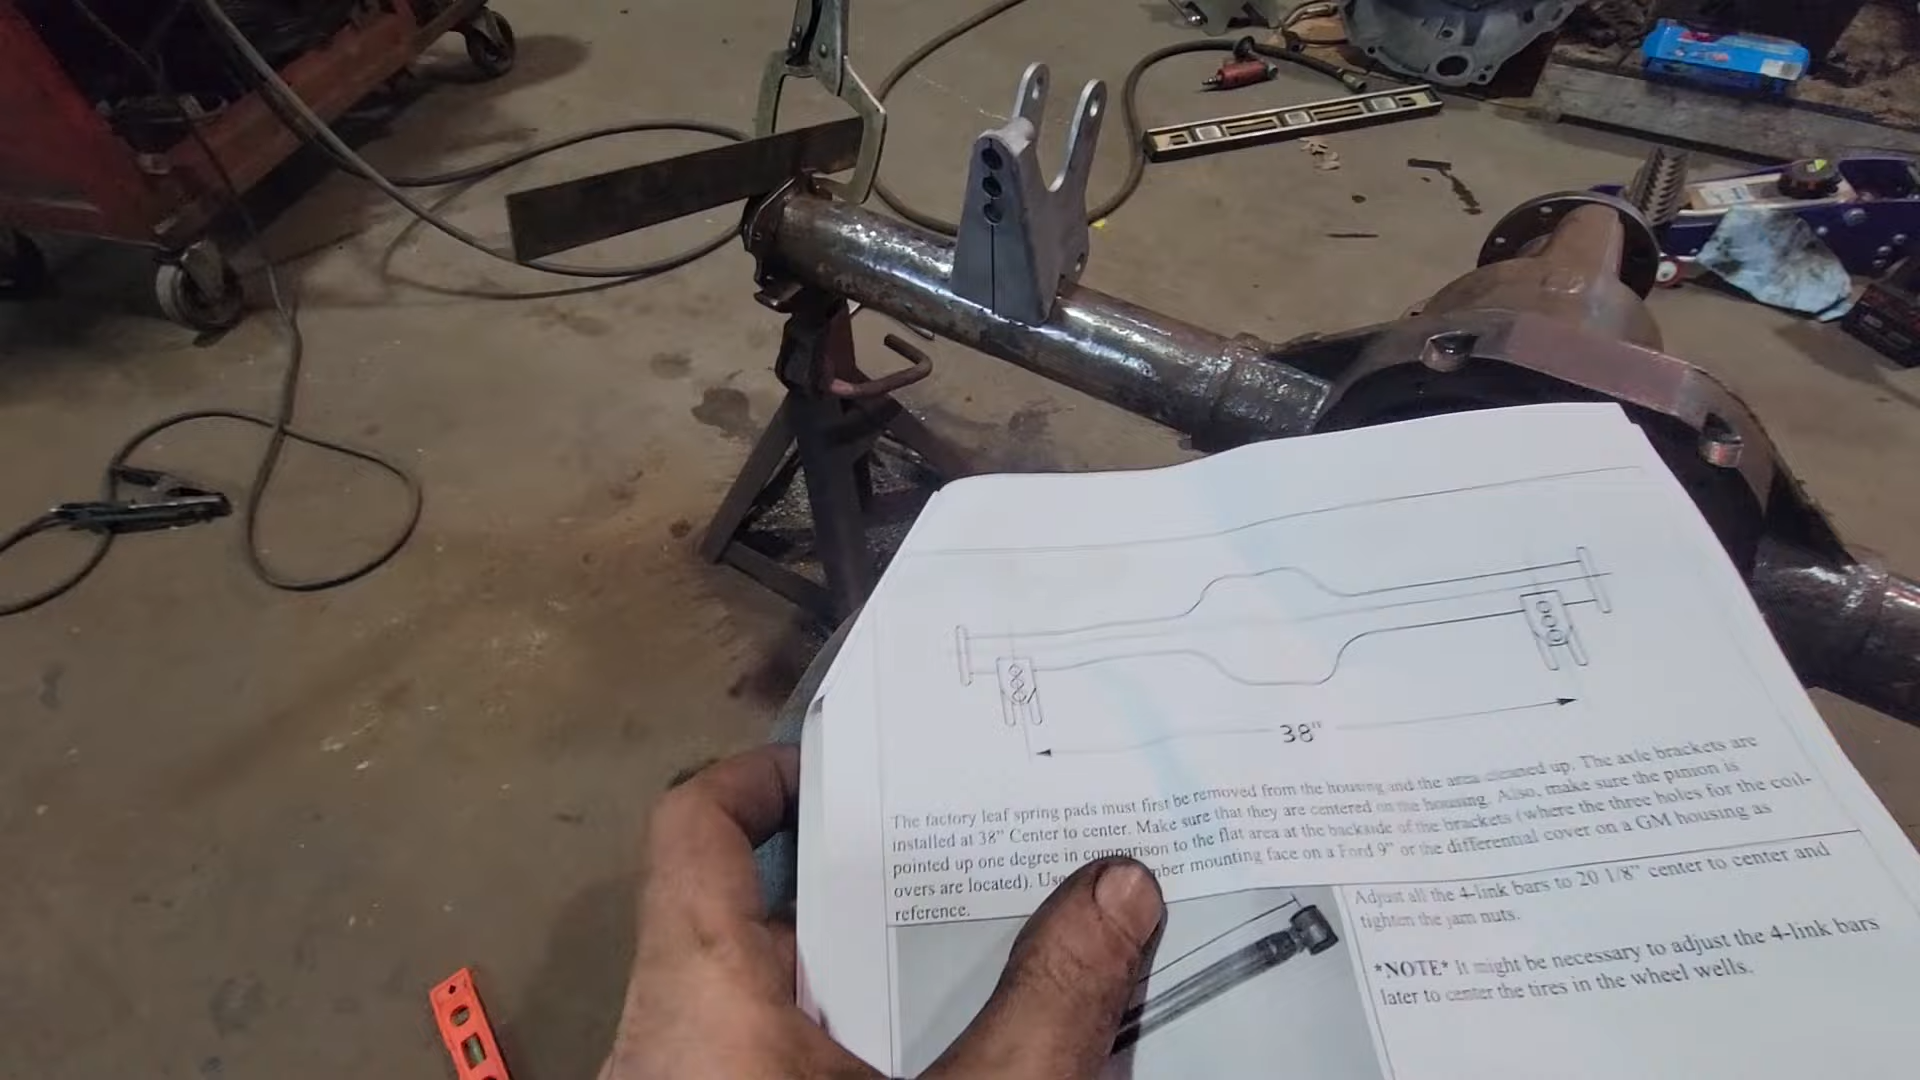 38"
The factory leaf spring pads must first be removed from the housing and the area cleaned up. The axle brackets are
installed at 38" Center to center. Make sure that they are centered on the housing. Also, make sure the pinion is
pointed up one degree in comparison to the flat area at the backside of the brackets (where the three holes for the coil-
overs are located). Use mber mounting face on a Ford 9" or the differential cover on a GM housing as
reference.
Adjust all the 4-link bars to 20 1/8" center to center and
tighten the jam nuts.
*NOTE* It might be necessary to adjust the 4-link bars
later to center the tires in the wheel wells.